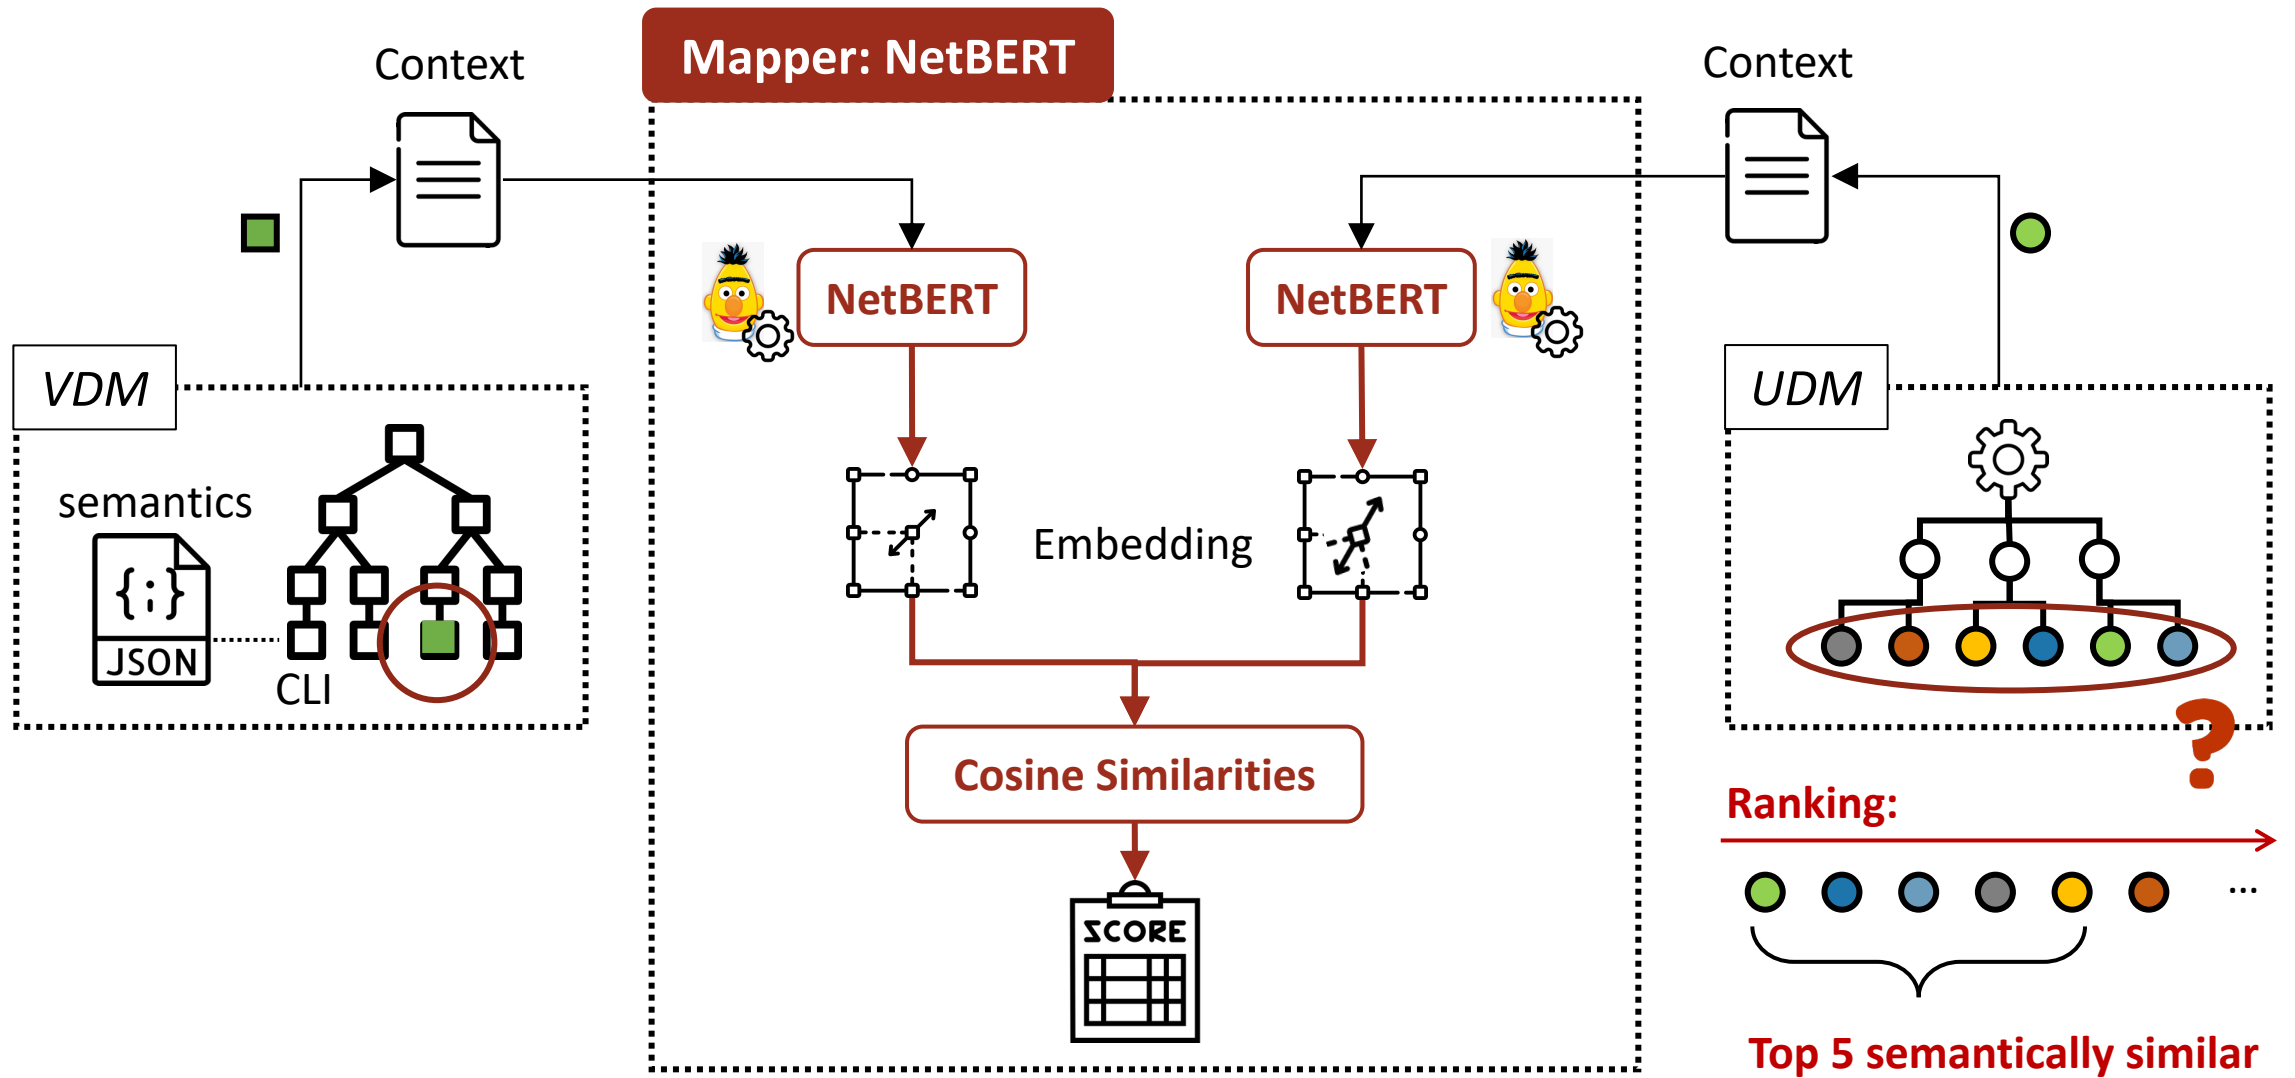 Mapper: NetBERT
Context
Context
NetBERT
NetBERT
VDM
UDM
semantics
{;}
JSON
CLI
Embedding
Cosine Similarities
SCORE
?
Ranking:
...
Top 5 semantically similar